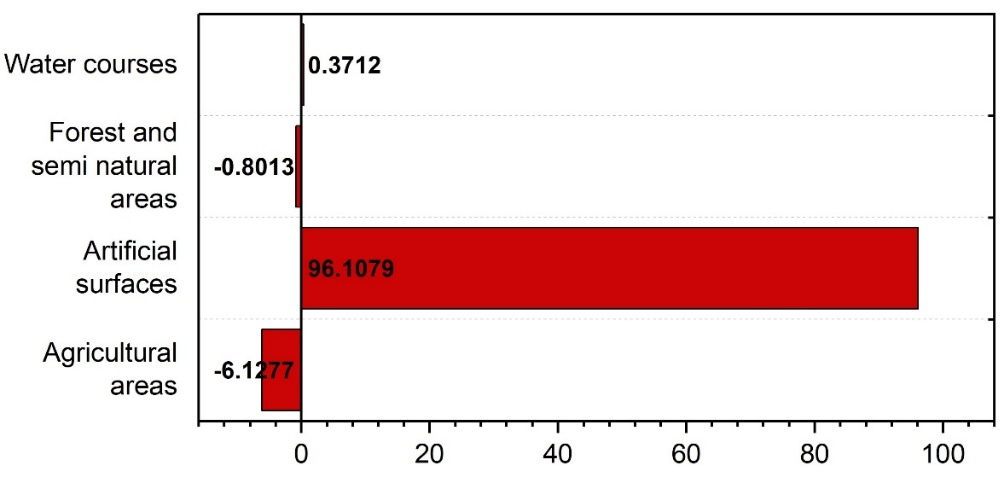 Water courses
0.3712
Forest and
semi natural
areas
-0.8013
Artificial
surfaces
96.1079
Agricultural
areas
-6.1277
0 20 40 60 80 100